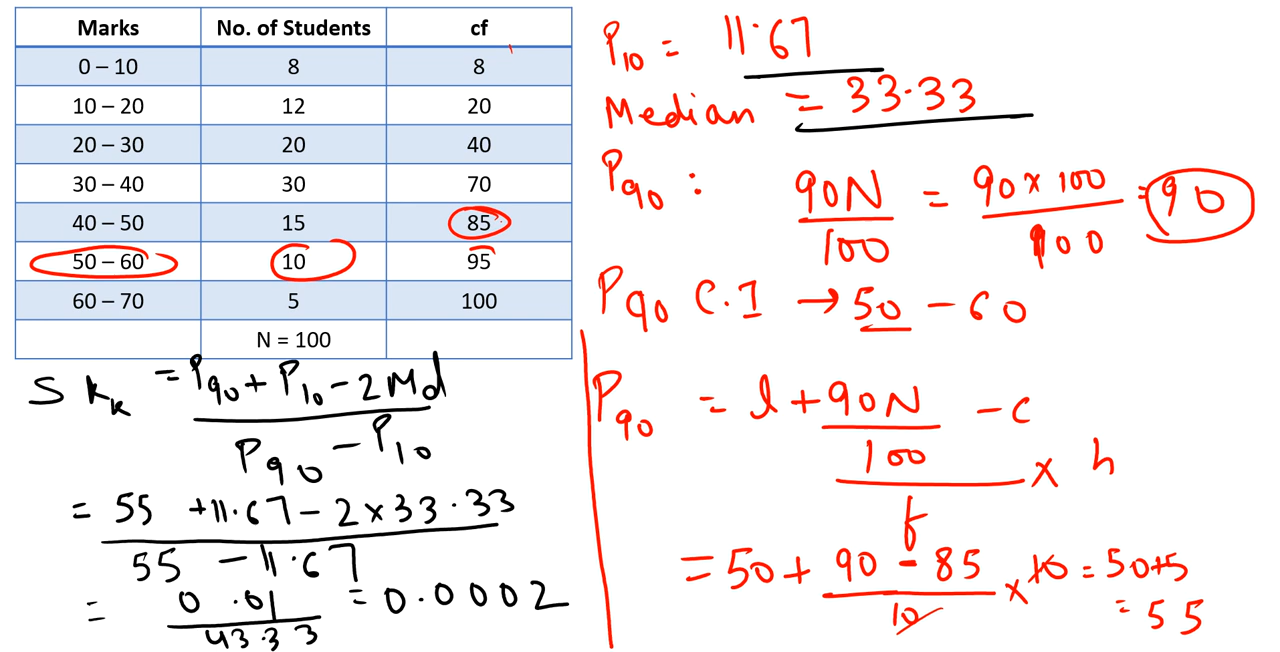 Marks No. of Students cf
0 – 10 8 8
10 – 20 12 20
20 – 30 20 40
30 – 40 30 70
40 – 50 15 85
50 – 60 10 95
60 – 70 5 100
N = 100
P10 = 11.67
Median = 33.33
P90 : 90N/100 = 90 x 100/100 = 90
P90 C.I → 50 – 60
P90 = l + (90N/100 – c)/f x h
= 50 + (90 – 85)/10 x 10 = 50+5
= 55
Skk = (P90 + P10 – 2Md)/(P90 – P10)
= (55 + 11.67 – 2 x 33.33)/(55 – 11.67)
= 0.01/43.33 = 0.0002